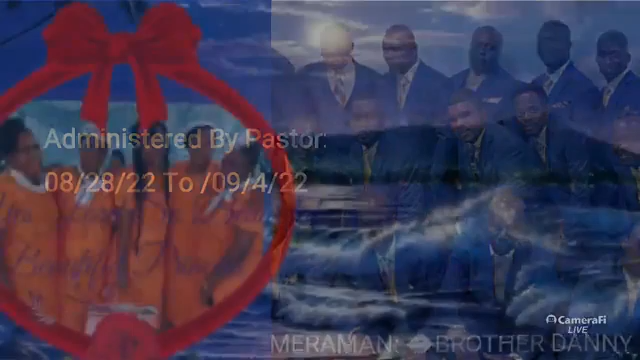 Administered By Pastor:
08/28/22 To /09/4/22
CameraFi
LIVE
MERAMAN: BROTHER DANNY